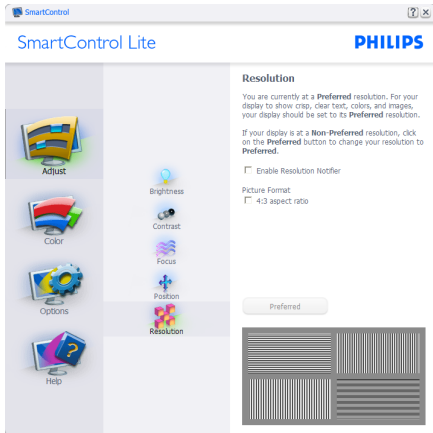 SmartControl
SmartControl Lite
PHILIPS
Adjust
Color
Options
Help
Brightness
Contrast
Focus
Position
Resolution
Resolution
You are currently at a Preferred resolution. For your
display to show crisp, clear text, colors, and images,
your display should be set to its Preferred resolution.
If your display is at a Non-Preferred resolution, click
on the Preferred button to change your resolution to
Preferred.
Enable Resolution Notifier
Picture Format
4:3 aspect ratio
Preferred